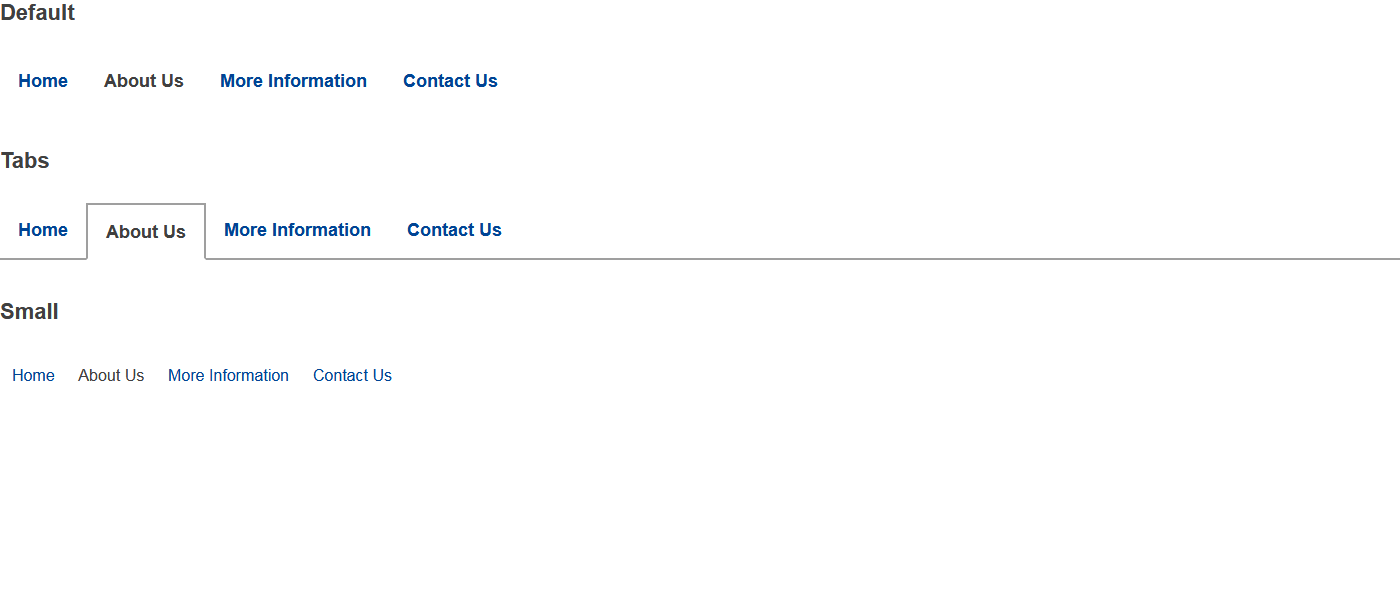 Default
Home About Us More Information Contact Us
Tabs
Home About Us More Information Contact Us
Small
Home About Us More Information Contact Us